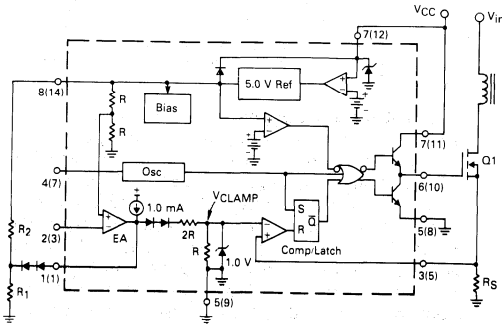 VCC
Vin
7(12)
8(14)
5.0 V Ref
R
Bias
R
7(11)
Q1
4(7)
Osc
6(10)
VCLAMP
1.0 mA
S
Q
R
R2
2(3)
EA
2R
5(8)
R
Comp/Latch
1.0 V
1(1)
3(5)
R1
5(9)
RS